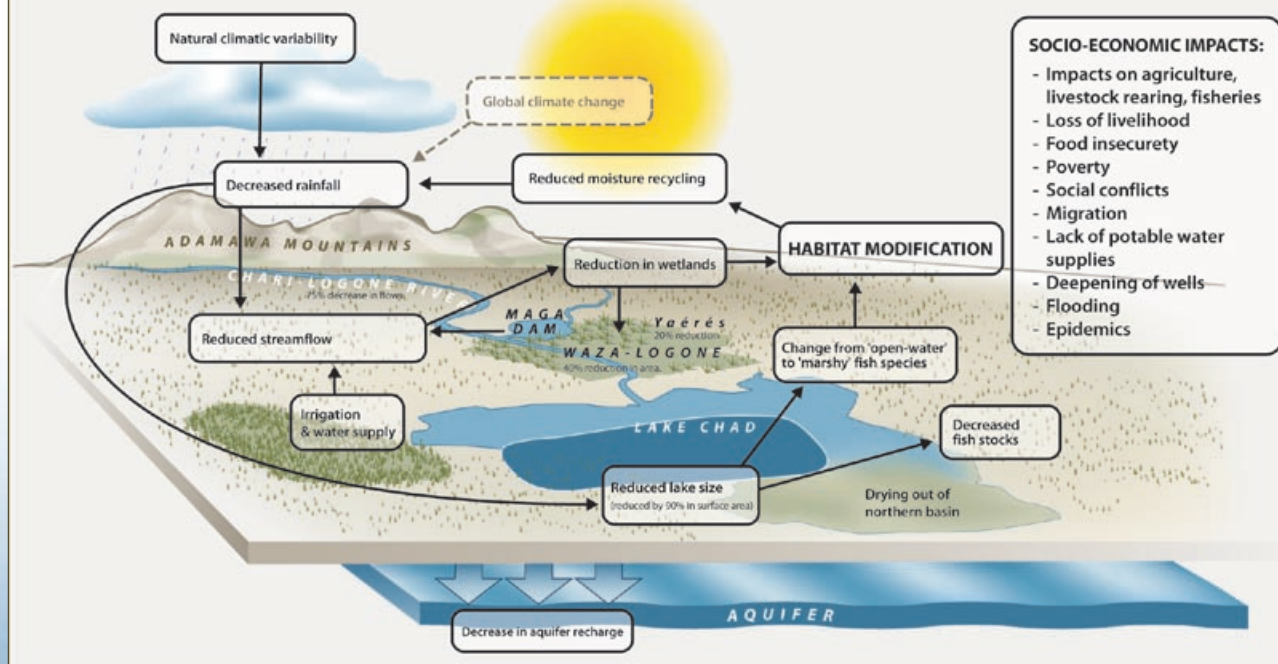 Natural climatic variability
Global climate change
Decreased rainfall
Reduced moisture recycling
ADAMAWA MOUNTAINS
HABITAT MODIFICATION
Reduction in wetlands
CHARI-LOGONE RIVER
75% decrease in flows.
MAGA
DAM
Yaérés
20% reduction.
Reduced streamflow
WAZA-LOGONE
40% reduction in area.
Change from 'open-water'
to 'marshy' fish species
Irrigation
& water supply
LAKE CHAD
Decreased
fish stocks
Reduced lake size
(reduced by 90% in surface area)
Drying out of
northern basin
AQUIFER
Decrease in aquifer recharge
SOCIO-ECONOMIC IMPACTS:
- Impacts on agriculture,
livestock rearing, fisheries
- Loss of livelihood
- Food insecurety
- Poverty
- Social conflicts
- Migration
- Lack of potable water
supplies
- Deepening of wells
- Flooding
- Epidemics